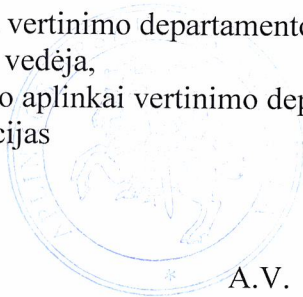 vertinimo departamento
vedėja,
o aplinkai vertinimo dep
cijas
A.V.